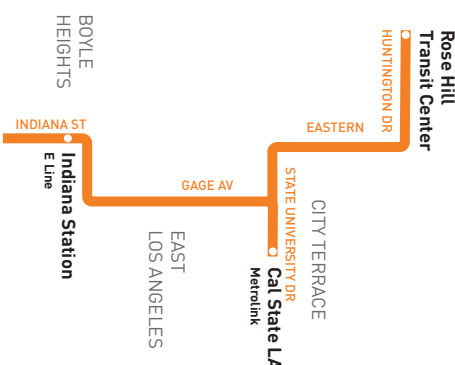 Rose Hill
Transit Center
HUNTINGTON DR
EASTERN
CITY TERRACE
STATE UNIVERSITY DR
Cal State LA
Metrolink
GAGE AV
EAST
LOS ANGELES
BOYLE
HEIGHTS
INDIANA ST
Indiana Station
E Line